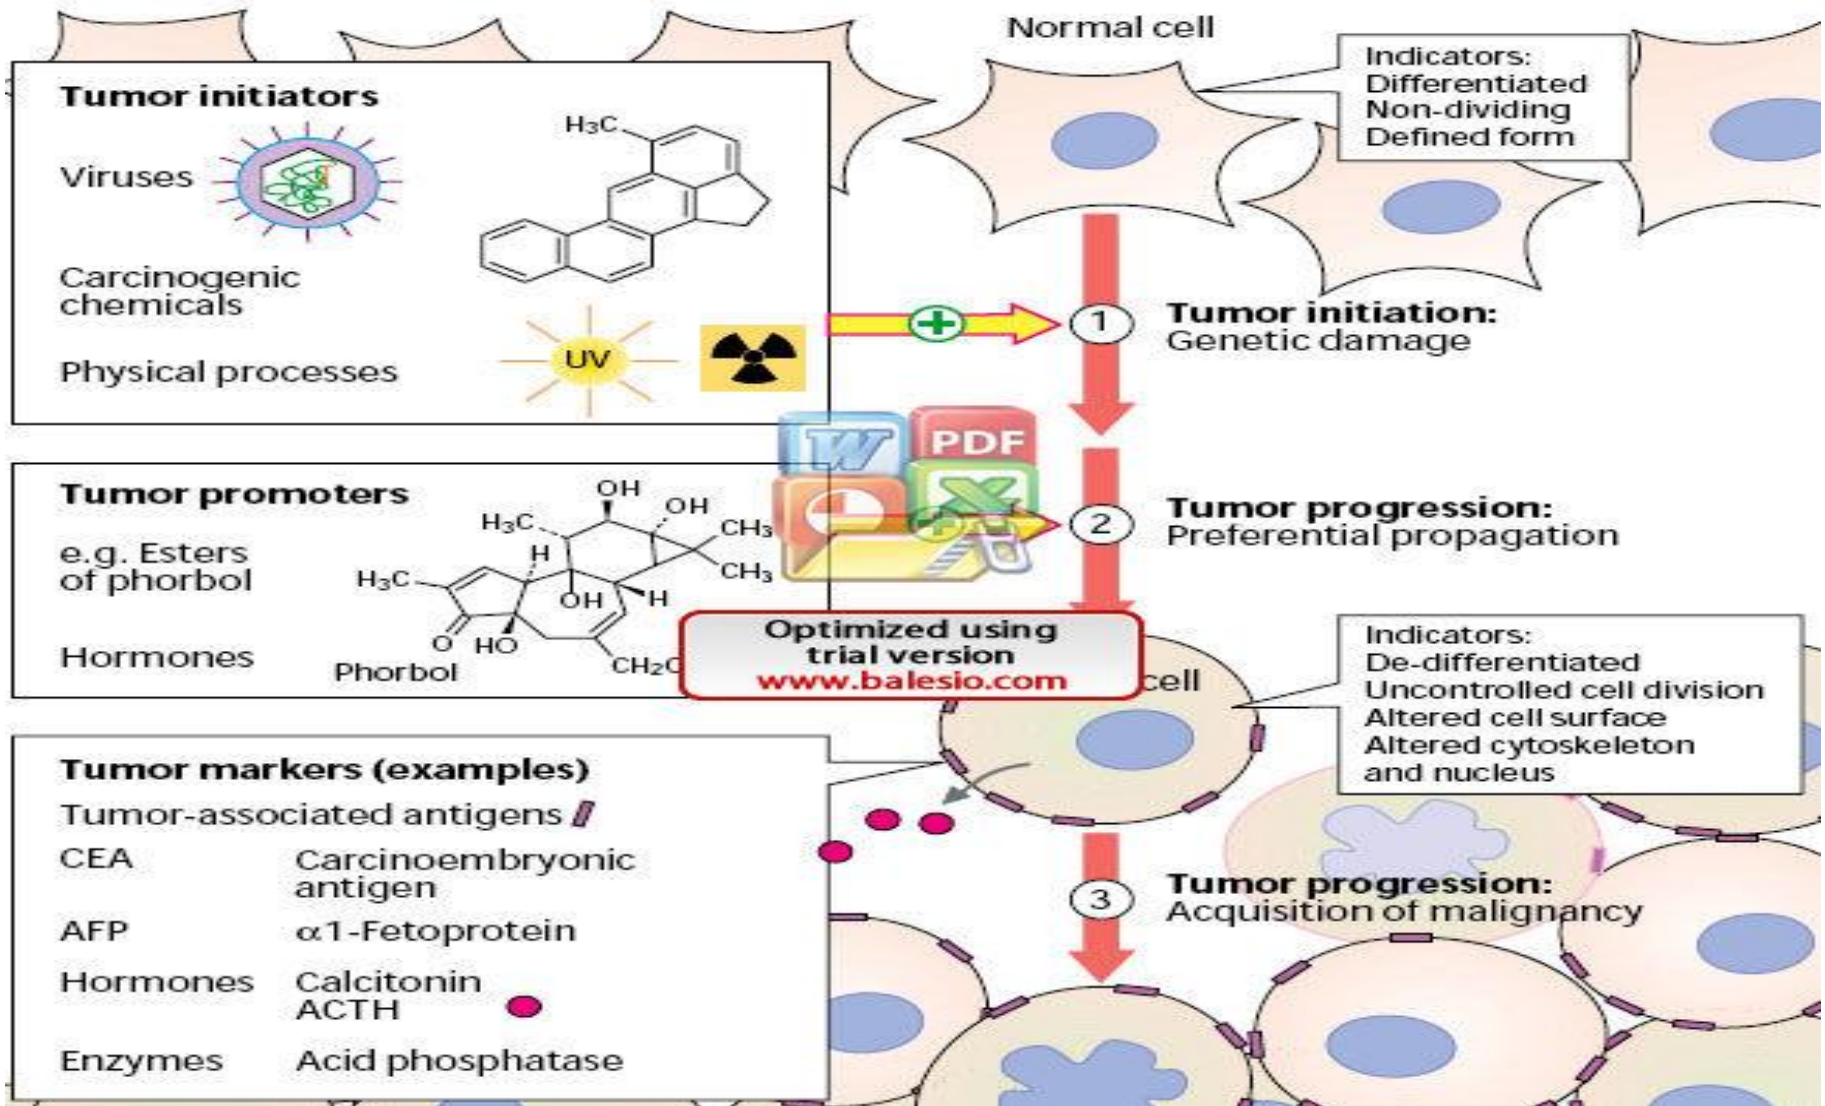 Normal cell
Indicators:
Differentiated
Non-dividing
Defined form
Tumor initiators
Viruses
H₃C
Carcinogenic
chemicals
Physical processes
UV
+
1
Tumor initiation:
Genetic damage
W
PDF
X
Tumor promoters
e.g. Esters
of phorbol
Hormones
OH
OH
H₃C
CH₃
H
H₃C
CH₃
OH
H
O
HO
CH₂
Phorbol
+
2
Tumor progression:
Preferential propagation
Optimized using
trial version
www.balesio.com
cell
Indicators:
De-differentiated
Uncontrolled cell division
Altered cell surface
Altered cytoskeleton
and nucleus
Tumor markers (examples)
Tumor-associated antigens
CEA Carcinoembryonic
antigen
AFP α1-Fetoprotein
Hormones Calcitonin
ACTH
Enzymes Acid phosphatase
3
Tumor progression:
Acquisition of malignancy